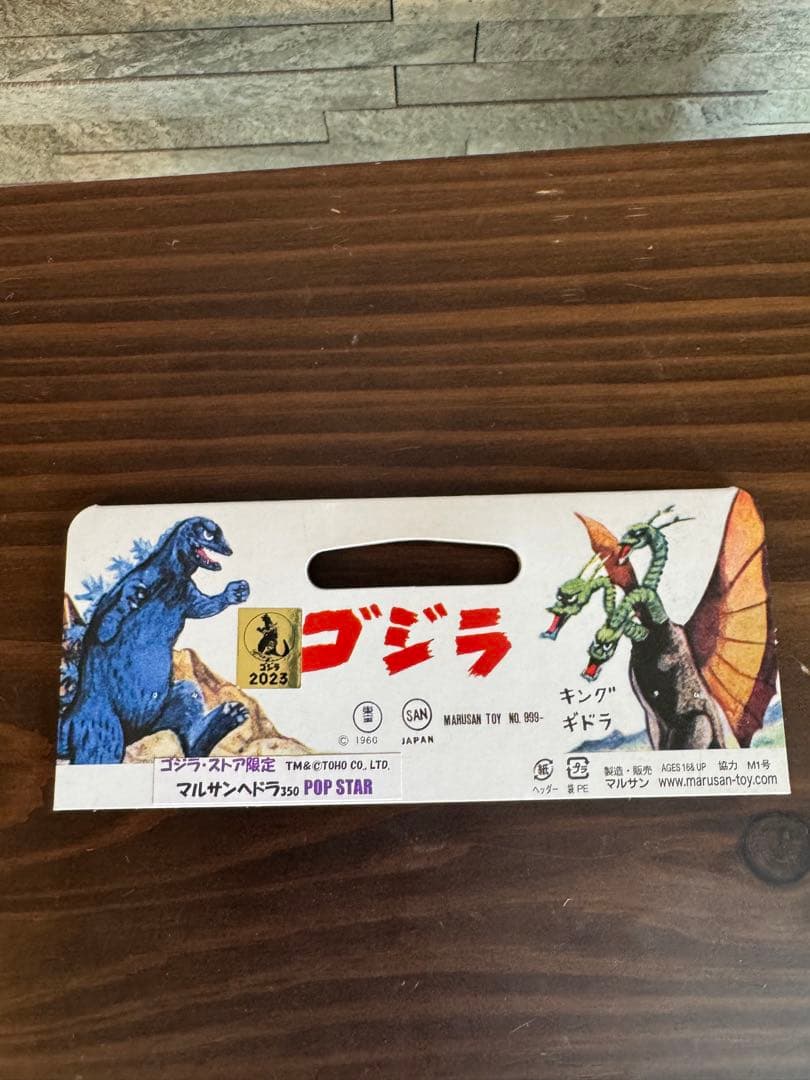 ゴジラ
ゴジラ
2023
キング
ギドラ
© 1960
SAN
JAPAN
MARUSAN TOY NO. 899-
ゴジラ・ストア限定 TM&©TOHO CO., LTD.
マルサンヘドラ350 POP STAR
紙
ヘッダー
プラ
袋 PE
製造・販売 AGES 15& UP 協力 M1号
マルサン www.marusan-toy.com